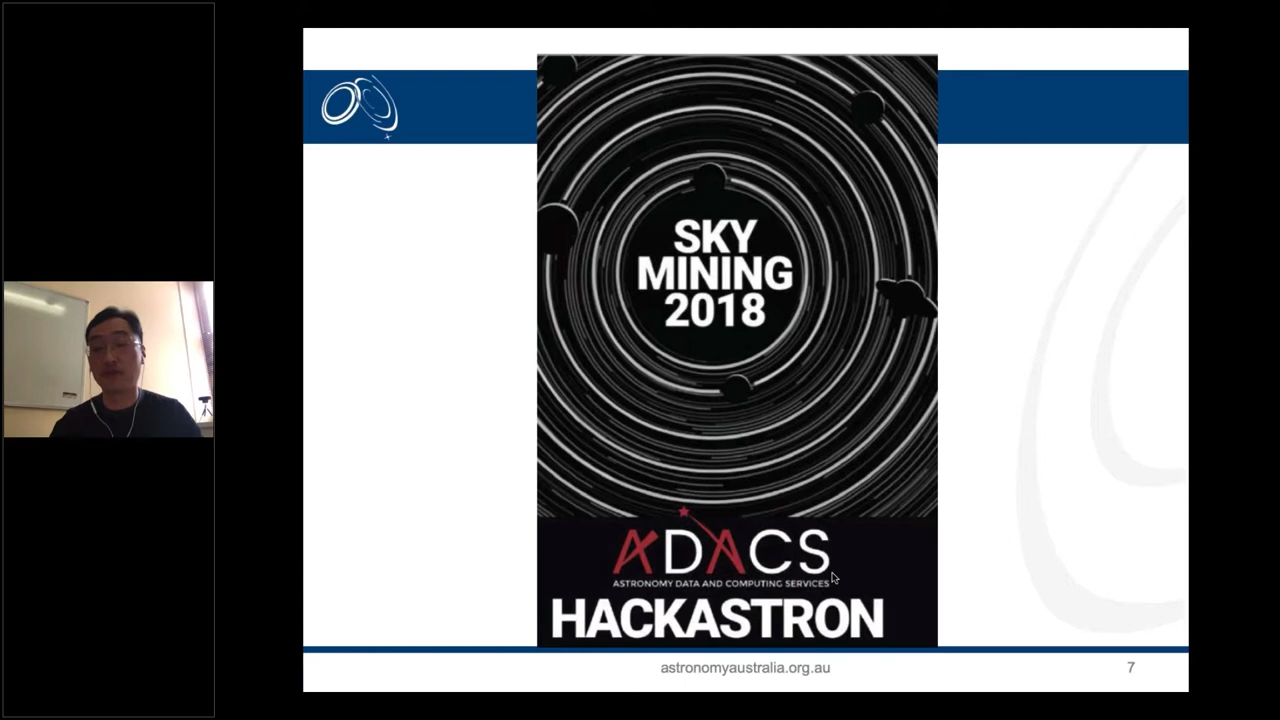 SKY
MINING
2018
ADACS
ASTRONOMY DATA AND COMPUTING SERVICES
HACKASTRON
astronomyaustralia.org.au
7